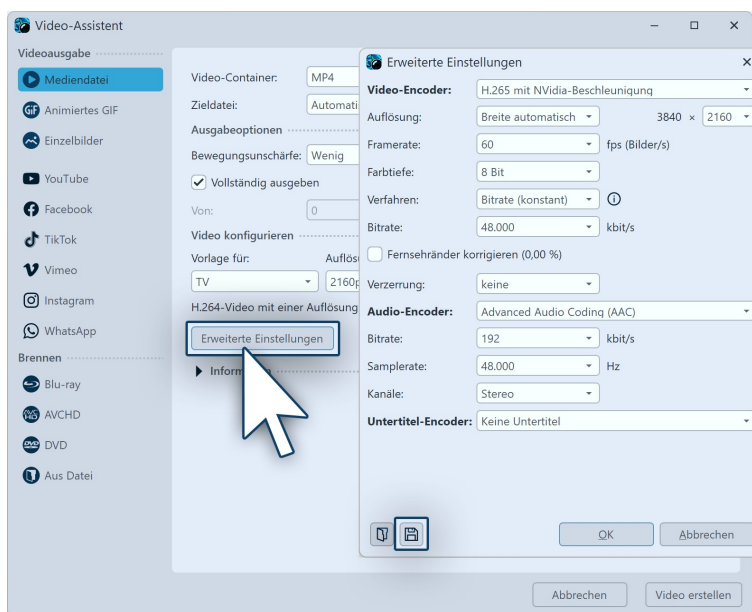 Video-Assistent
Videoausgabe
Mediendatei
GIF Animiertes GIF
Einzelbilder
YouTube
Facebook
TikTok
Vimeo
Instagram
WhatsApp
Brennen
Blu-ray
AVCHD
DVD DVD
Aus Datei
Video-Container: MP4
Zieldatei: Automati
Ausgabeoptionen
Bewegungsunschärfe: Wenig
Vollständig ausgeben
Von: 0
Video konfigurieren
Vorlage für: Auflös
TV 2160p
H.264-Video mit einer Auflösung
Erweiterte Einstellungen
Erweiterte Einstellungen
Video-Encoder: H.265 mit NVidia-Beschleunigung
Auflösung: Breite automatisch 3840 × 2160
Framerate: 60 fps (Bilder/s)
Farbtiefe: 8 Bit
Verfahren: Bitrate (konstant)
Bitrate: 48.000 kbit/s
Fernsehränder korrigieren (0,00 %)
Verzerrung: keine
Audio-Encoder: Advanced Audio Coding (AAC)
Bitrate: 192 kbit/s
Samplerate: 48.000 Hz
Kanäle: Stereo
Untertitel-Encoder: Keine Untertitel
OK Abbrechen
Abbrechen Video erstellen